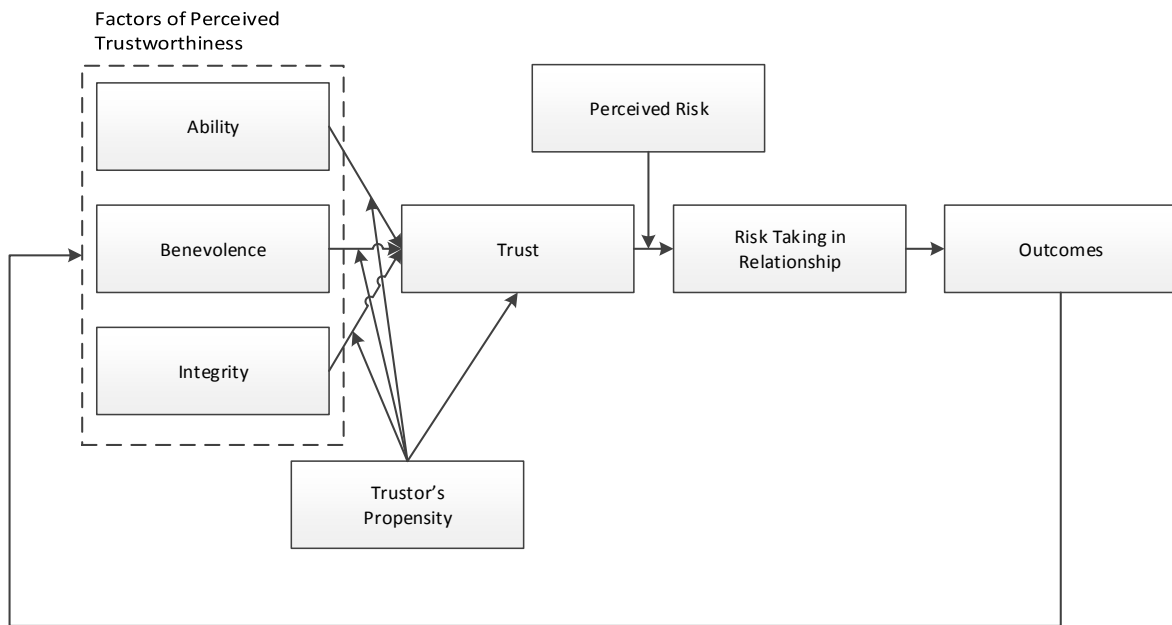 Factors of Perceived
Trustworthiness
Ability
Perceived Risk
Benevolence
Trust
Risk Taking in
Relationship
Outcomes
Integrity
Trustor’s
Propensity